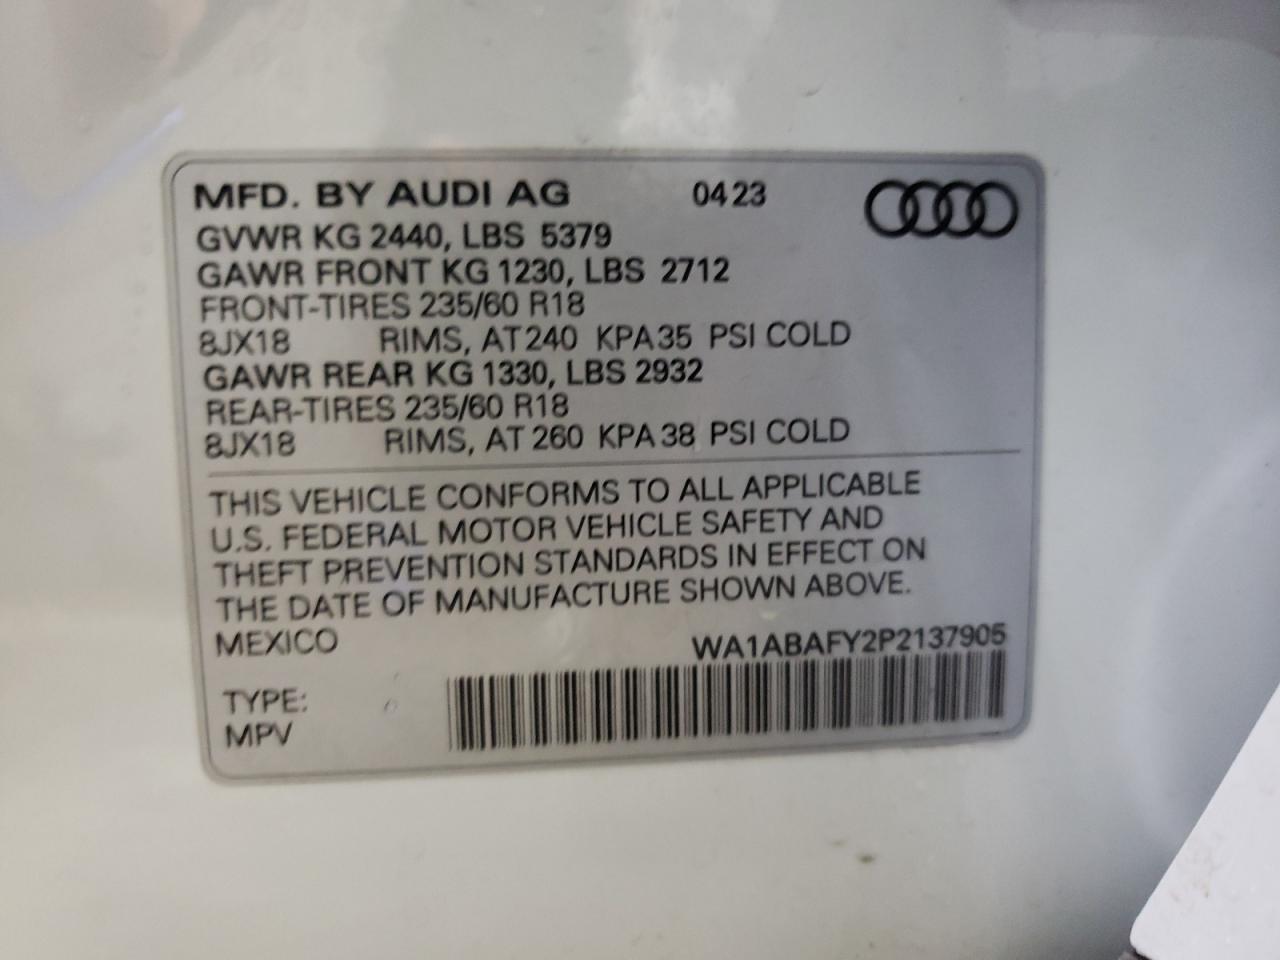 MFD. BY AUDI AG 04 23
GVWR KG 2440, LBS 5379
GAWR FRONT KG 1230, LBS 2712
FRONT-TIRES 235/60 R18
8JX18 RIMS, AT 240 KPA 35 PSI COLD
GAWR REAR KG 1330, LBS 2932
REAR-TIRES 235/60 R18
8JX18 RIMS, AT 260 KPA 38 PSI COLD
THIS VEHICLE CONFORMS TO ALL APPLICABLE
U.S. FEDERAL MOTOR VEHICLE SAFETY AND
THEFT PREVENTION STANDARDS IN EFFECT ON
THE DATE OF MANUFACTURE SHOWN ABOVE.
MEXICO WA1ABAFY2P2137905
TYPE:
MPV